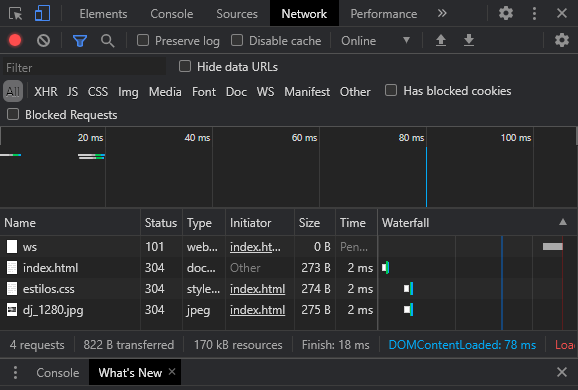 Elements Console Sources Network Performance »
Preserve log Disable cache Online
Filter Hide data URLs
All XHR JS CSS Img Media Font Doc WS Manifest Other Has blocked cookies
Blocked Requests
20 ms 40 ms 60 ms 80 ms 100 ms
Name Status Type Initiator Size Time Waterfall
ws 101 web... index.ht... 0 B Pen...
index.html 304 doc... Other 273 B 2 ms
estilos.css 304 style... index.html 274 B 2 ms
dj_1280.jpg 304 jpeg index.html 275 B 2 ms
4 requests 822 B transferred 170 kB resources Finish: 18 ms DOMContentLoaded: 78 ms Loa
Console What's New